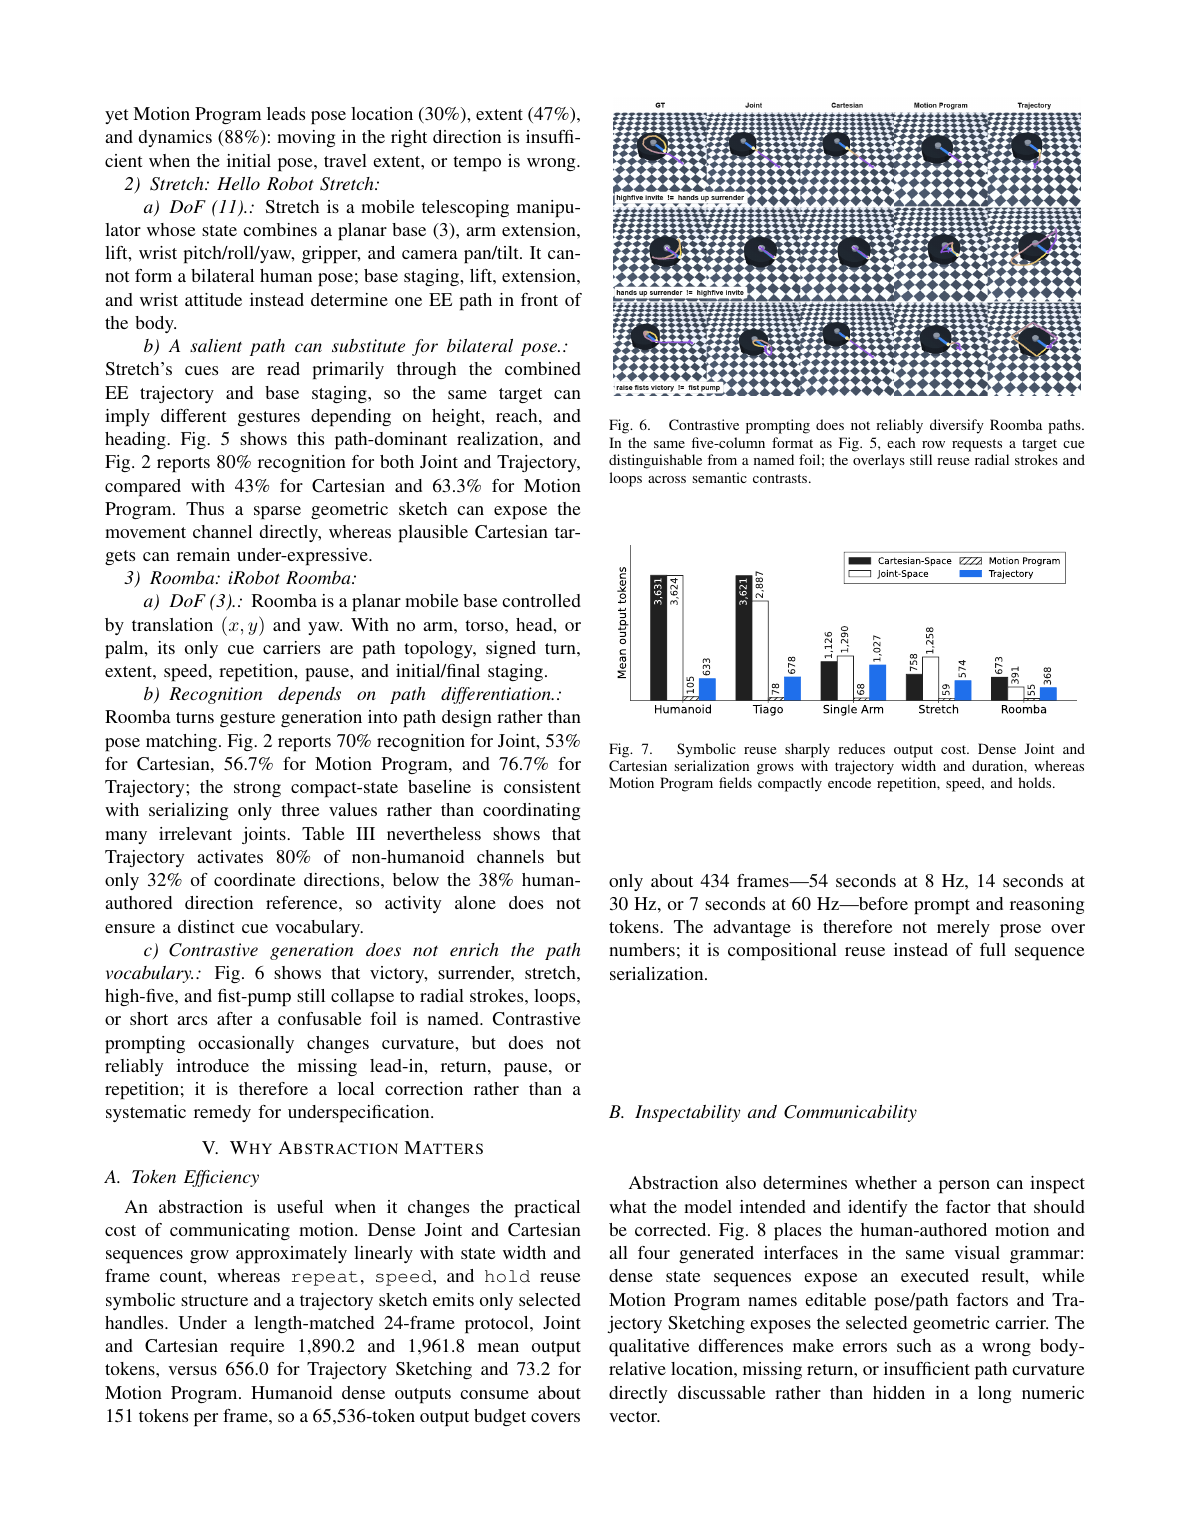 yet Motion Program leads pose location (30%), extent (47%),
and dynamics (88%): moving in the right direction is insuffi-
cient when the initial pose, travel extent, or tempo is wrong.
2) Stretch: Hello Robot Stretch:
a) DoF (11).: Stretch is a mobile telescoping manipu-
lator whose state combines a planar base (3), arm extension,
lift, wrist pitch/roll/yaw, gripper, and camera pan/tilt. It can-
not form a bilateral human pose; base staging, lift, extension,
and wrist attitude instead determine one EE path in front of
the body.
b) A salient path can substitute for bilateral pose.:
Stretch's cues are read primarily through the combined
EE trajectory and base staging, so the same target can
imply different gestures depending on height, reach, and
heading. Fig. 5 shows this path-dominant realization, and
Fig. 2 reports 80% recognition for both Joint and Trajectory,
compared with 43% for Cartesian and 63.3% for Motion
Program. Thus a sparse geometric sketch can expose the
movement channel directly, whereas plausible Cartesian tar-
gets can remain under-expressive.
3) Roomba: iRobot Roomba:
a) DoF (3).: Roomba is a planar mobile base controlled
by translation (x, y) and yaw. With no arm, torso, head, or
palm, its only cue carriers are path topology, signed turn,
extent, speed, repetition, pause, and initial/final staging.
b) Recognition depends on path differentiation.:
Roomba turns gesture generation into path design rather than
pose matching. Fig. 2 reports 70% recognition for Joint, 53%
for Cartesian, 56.7% for Motion Program, and 76.7% for
Trajectory; the strong compact-state baseline is consistent
with serializing only three values rather than coordinating
many irrelevant joints. Table III nevertheless shows that
Trajectory activates 80% of non-humanoid channels but
only 32% of coordinate directions, below the 38% human-
authored direction reference, so activity alone does not
ensure a distinct cue vocabulary.
c) Contrastive generation does not enrich the path
vocabulary.: Fig. 6 shows that victory, surrender, stretch,
high-five, and fist-pump still collapse to radial strokes, loops,
or short arcs after a confusable foil is named. Contrastive
prompting occasionally changes curvature, but does not
reliably introduce the missing lead-in, return, pause, or
repetition; it is therefore a local correction rather than a
systematic remedy for underspecification.
V. WHY ABSTRACTION MATTERS
A. Token Efficiency
An abstraction is useful when it changes the practical
cost of communicating motion. Dense Joint and Cartesian
sequences grow approximately linearly with state width and
frame count, whereas repeat, speed, and hold reuse
symbolic structure and a trajectory sketch emits only selected
handles. Under a length-matched 24-frame protocol, Joint
and Cartesian require 1,890.2 and 1,961.8 mean output
tokens, versus 656.0 for Trajectory Sketching and 73.2 for
Motion Program. Humanoid dense outputs consume about
151 tokens per frame, so a 65,536-token output budget covers
GT Joint Cartesian Motion Program Trajectory
highfive invite != hands up surrender
hands up surrender != highfive invite
raise fists victory != fist pump
Fig. 6. Contrastive prompting does not reliably diversify Roomba paths.
In the same five-column format as Fig. 5, each row requests a target cue
distinguishable from a named foil; the overlays still reuse radial strokes and
loops across semantic contrasts.
Mean output tokens
Cartesian-Space Motion Program
Joint-Space Trajectory
3,631 3,624 105 633
3,621 2,887 78 678
1,126 1,290 68 1,027
758 1,258 59 574
673 391 55 368
Humanoid Tiago Single Arm Stretch Roomba
Fig. 7. Symbolic reuse sharply reduces output cost. Dense Joint and
Cartesian serialization grows with trajectory width and duration, whereas
Motion Program fields compactly encode repetition, speed, and holds.
only about 434 frames—54 seconds at 8 Hz, 14 seconds at
30 Hz, or 7 seconds at 60 Hz—before prompt and reasoning
tokens. The advantage is therefore not merely prose over
numbers; it is compositional reuse instead of full sequence
serialization.
B. Inspectability and Communicability
Abstraction also determines whether a person can inspect
what the model intended and identify the factor that should
be corrected. Fig. 8 places the human-authored motion and
all four generated interfaces in the same visual grammar:
dense state sequences expose an executed result, while
Motion Program names editable pose/path factors and Tra-
jectory Sketching exposes the selected geometric carrier. The
qualitative differences make errors such as a wrong body-
relative location, missing return, or insufficient path curvature
directly discussable rather than hidden in a long numeric
vector.